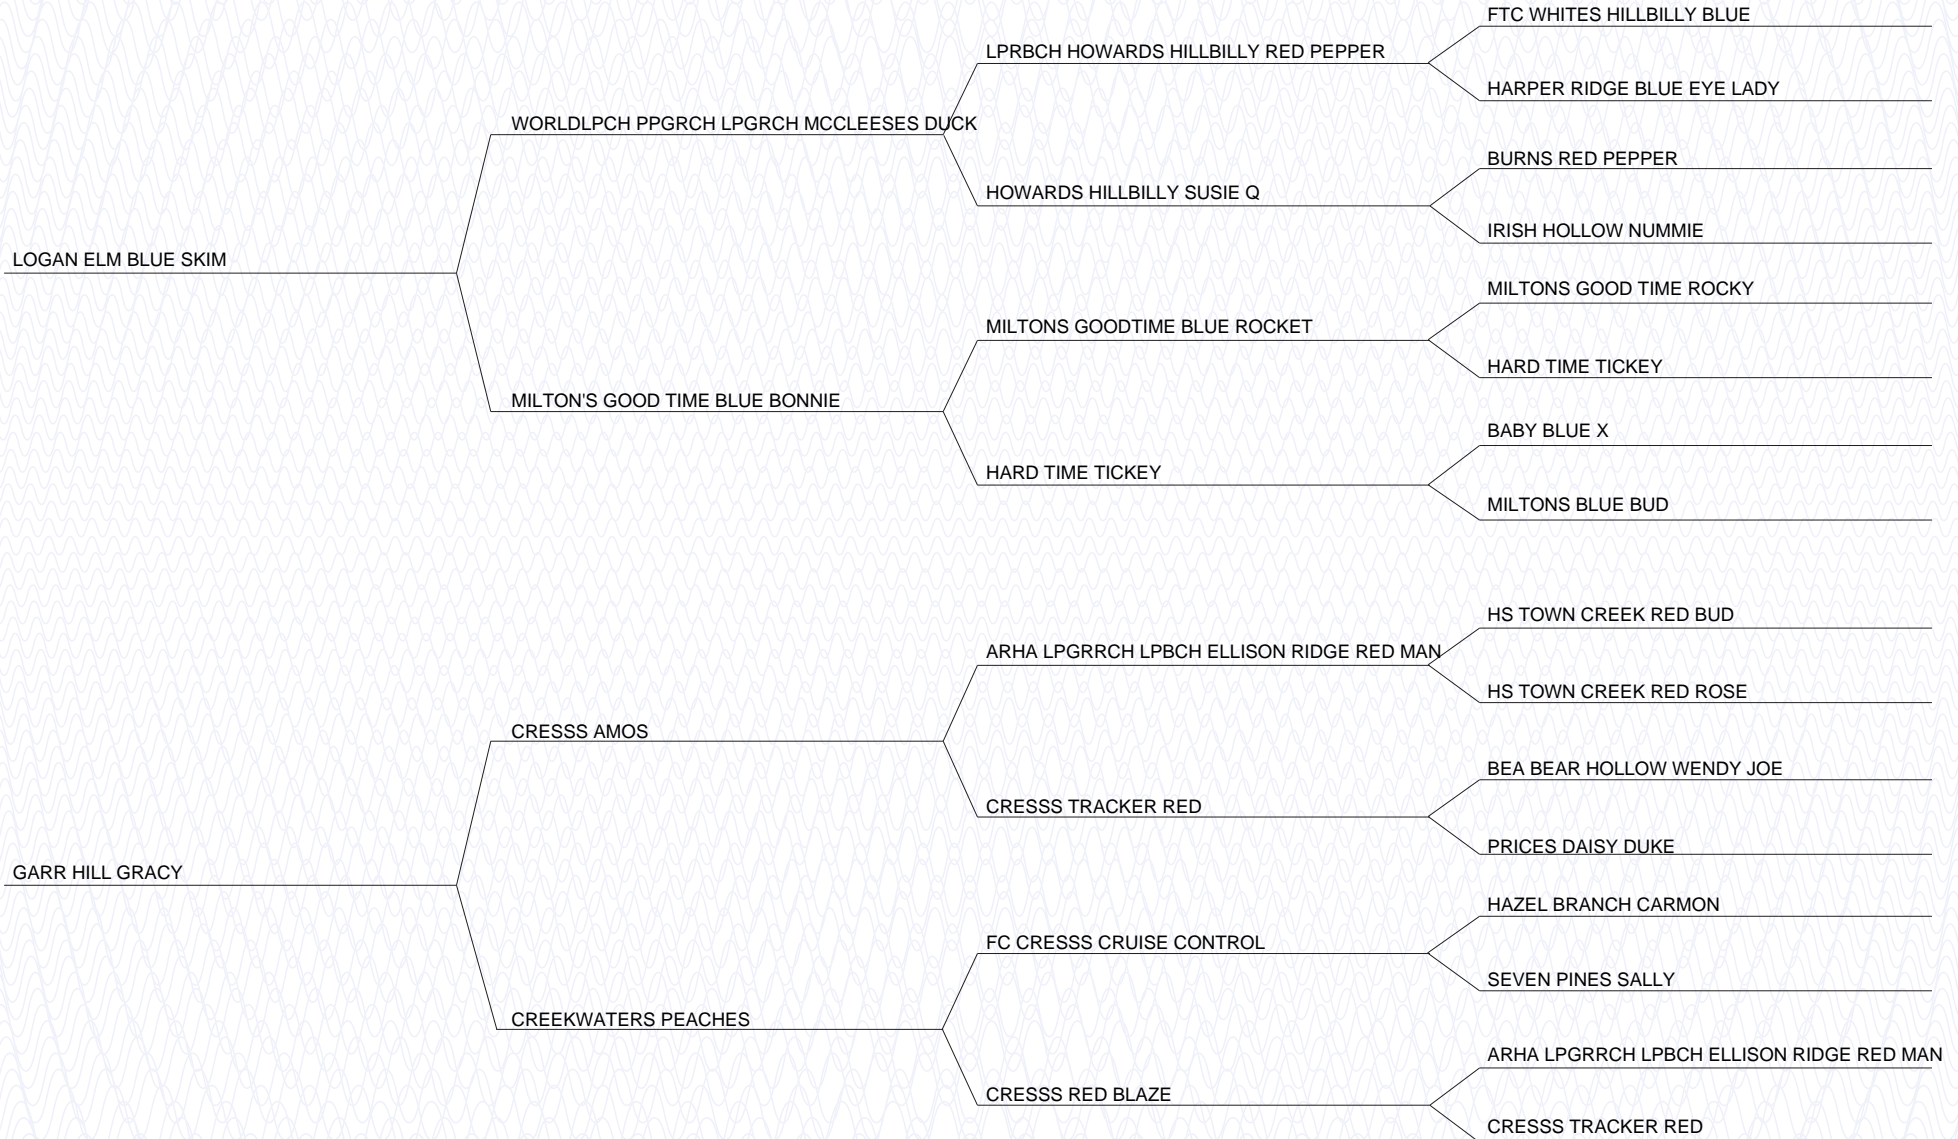 FTC WHITES HILLBILLY BLUE
LPRBCH HOWARDS HILLBILLY RED PEPPER
HARPER RIDGE BLUE EYE LADY
WORLDLPCH PPGRCH LPGRCH MCCLEESES DUCK
BURNS RED PEPPER
HOWARDS HILLBILLY SUSIE Q
IRISH HOLLOW NUMMIE
LOGAN ELM BLUE SKIM
MILTONS GOOD TIME ROCKY
MILTONS GOODTIME BLUE ROCKET
HARD TIME TICKEY
MILTON'S GOOD TIME BLUE BONNIE
BABY BLUE X
HARD TIME TICKEY
MILTONS BLUE BUD
HS TOWN CREEK RED BUD
ARHA LPGRRCH LPBCH ELLISON RIDGE RED MAN
HS TOWN CREEK RED ROSE
CRESSS AMOS
BEA BEAR HOLLOW WENDY JOE
CRESSS TRACKER RED
PRICES DAISY DUKE
GARR HILL GRACY
HAZEL BRANCH CARMON
FC CRESSS CRUISE CONTROL
SEVEN PINES SALLY
CREEKWATERS PEACHES
ARHA LPGRRCH LPBCH ELLISON RIDGE RED MAN
CRESSS RED BLAZE
CRESSS TRACKER RED